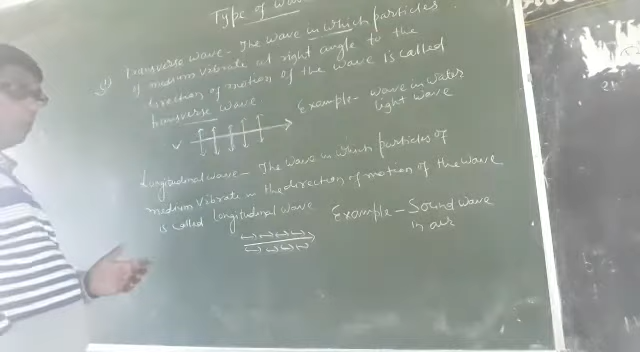 Type of Wave
(1) Transverse wave - The wave in which particles
of medium vibrate at right angle to the
direction of motion of the wave is called
transverse wave
Example - wave in water
light wave
Longitudinal wave - The wave in which particles of
medium vibrate in the direction of motion of the wave
is called longitudinal wave
Example - Sound wave
in air